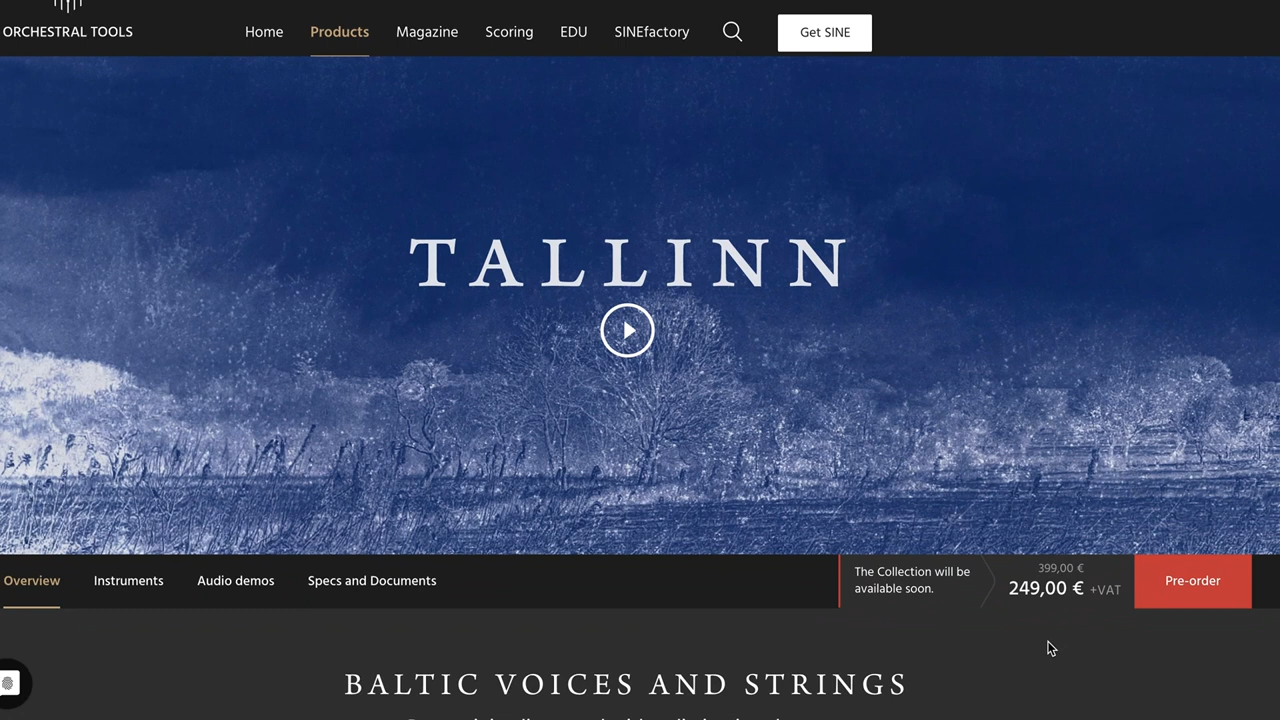 ORCHESTRAL TOOLS
Home Products Magazine Scoring EDU SINEfactory Get SINE
TALLINN
Overview Instruments Audio demos Specs and Documents
The Collection will be
available soon.
399,00 €
249,00 € +VAT
Pre-order
BALTIC VOICES AND STRINGS